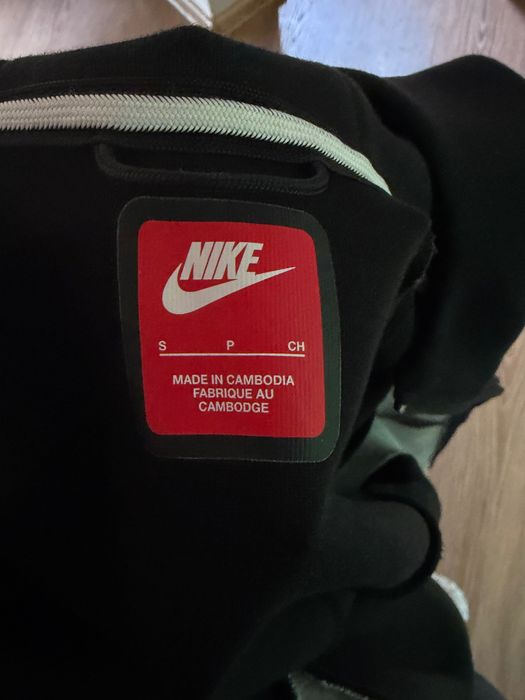 NIKE
S P CH
MADE IN CAMBODIA
FABRIQUE AU
CAMBODGE